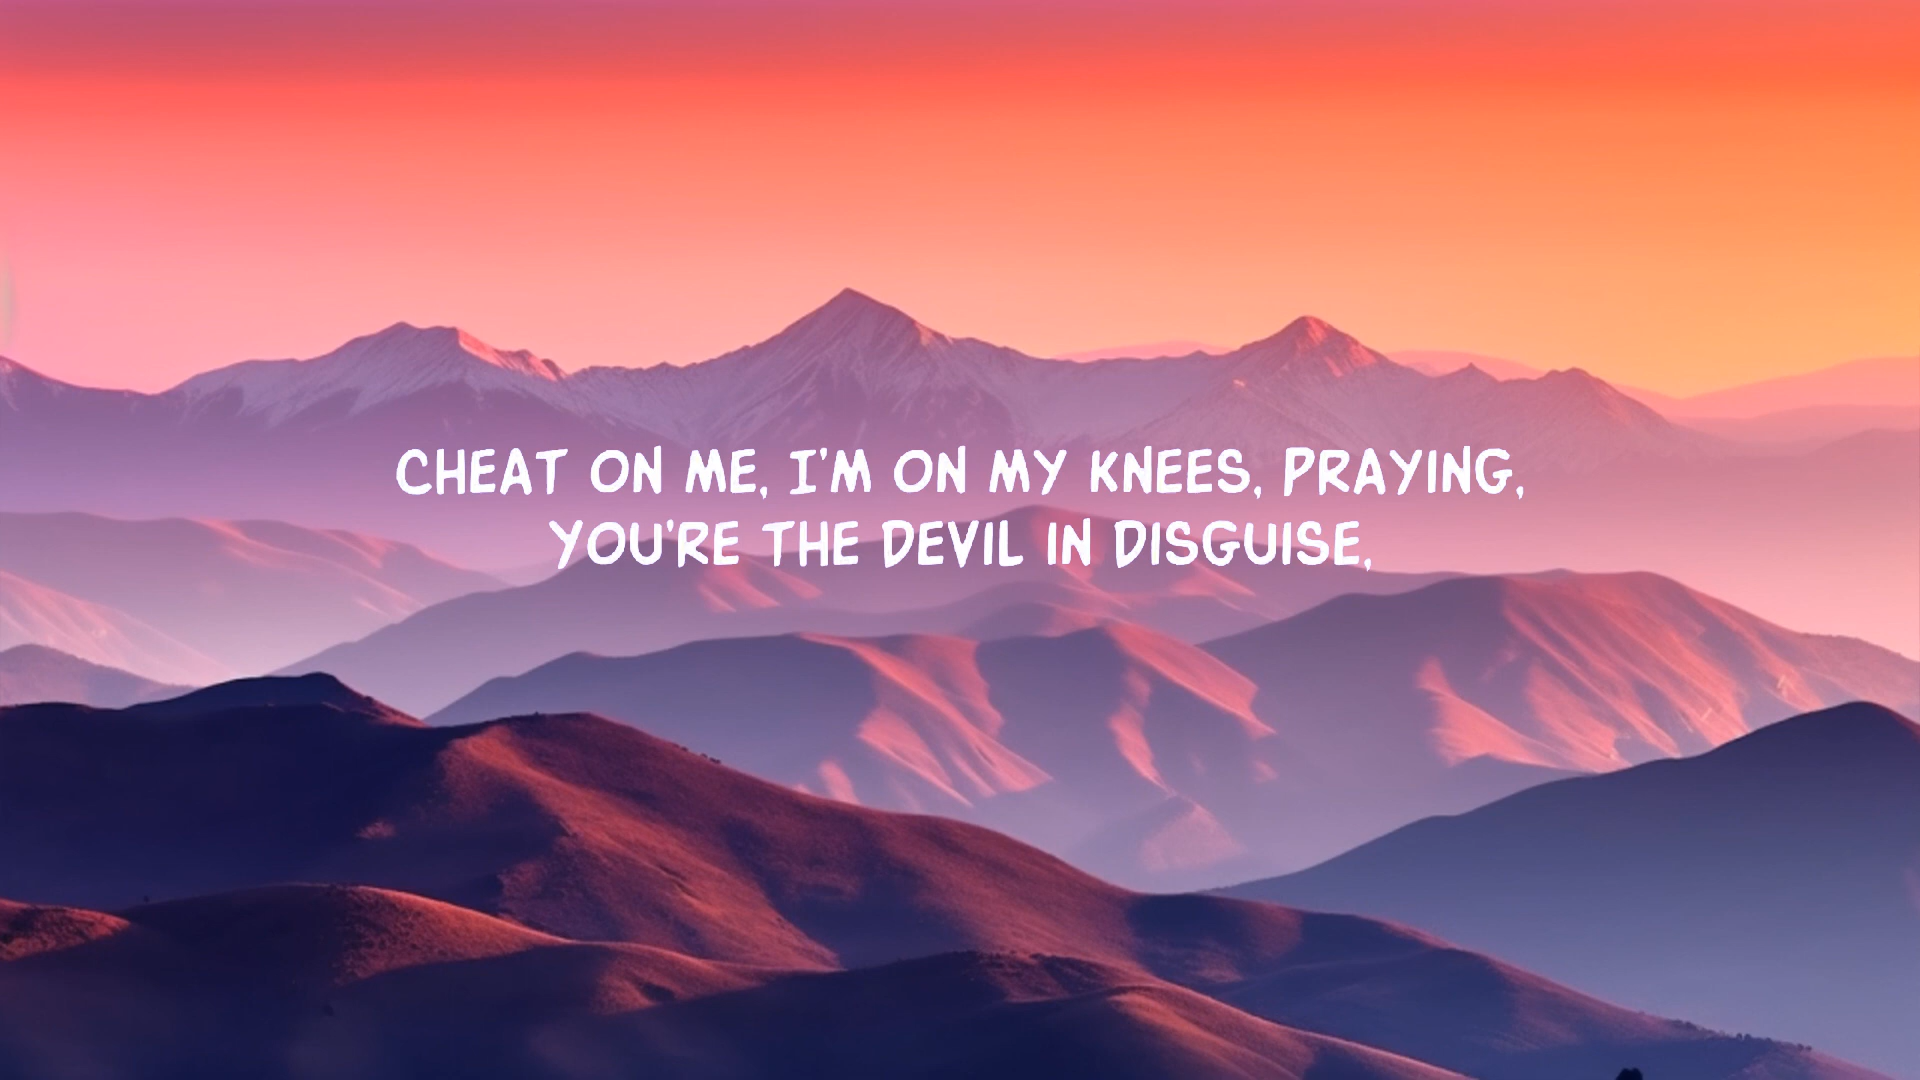 CHEAT ON ME, I'M ON MY KNEES, PRAYING,
YOU'RE THE DEVIL IN DISGUISE,